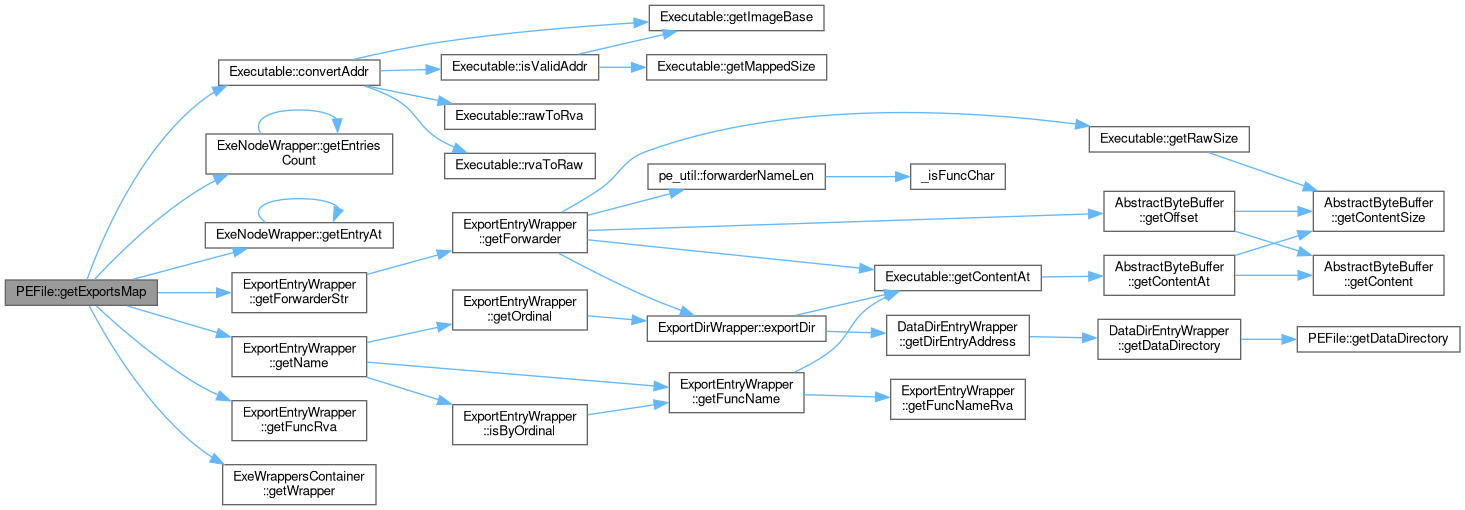 Executable::getImageBase
Executable::convertAddr
Executable::isValidAddr
Executable::getMappedSize
Executable::rawToRva
ExeNodeWrapper::getEntries
Count
Executable::rvaToRaw
Executable::getRawSize
pe_util::forwarderNameLen
_isFuncChar
ExeNodeWrapper::getEntryAt
ExportEntryWrapper
::getForwarder
AbstractByteBuffer
::getOffset
AbstractByteBuffer
::getContentSize
PEFile::getExportsMap
ExportEntryWrapper
::getForwarderStr
Executable::getContentAt
AbstractByteBuffer
::getContentAt
AbstractByteBuffer
::getContent
ExportEntryWrapper
::getOrdinal
ExportDirWrapper::exportDir
DataDirEntryWrapper
::getDirEntryAddress
DataDirEntryWrapper
::getDataDirectory
PEFile::getDataDirectory
ExportEntryWrapper
::getName
ExportEntryWrapper
::getFuncName
ExportEntryWrapper
::getFuncNameRva
ExportEntryWrapper
::getFuncRva
ExportEntryWrapper
::isByOrdinal
ExeWrappersContainer
::getWrapper